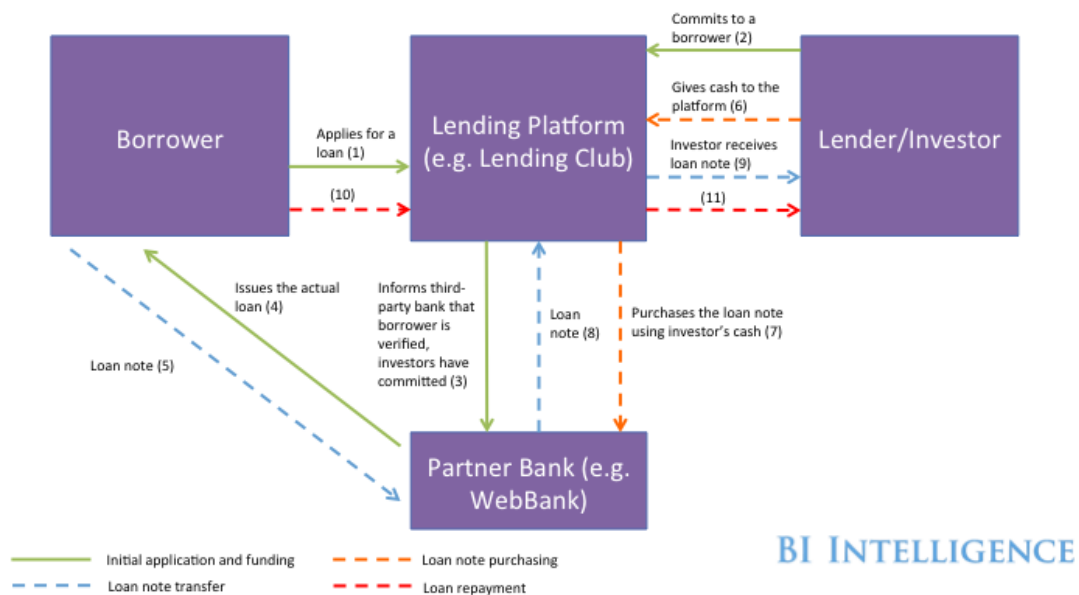 Commits to a
borrower (2)
Borrower
Applies for a
loan (1)
(10)
Lending Platform
(e.g. Lending Club)
Gives cash to the
platform (6)
Investor receives
loan note (9)
(11)
Lender/Investor
Issues the actual
loan (4)
Loan note (5)
Informs third-
party bank that
borrower is
verified,
investors have
committed (3)
Loan
note (8)
Purchases the loan note
using investor's cash (7)
Partner Bank (e.g.
WebBank)
Initial application and funding
Loan note purchasing
Loan note transfer
Loan repayment
BI INTELLIGENCE